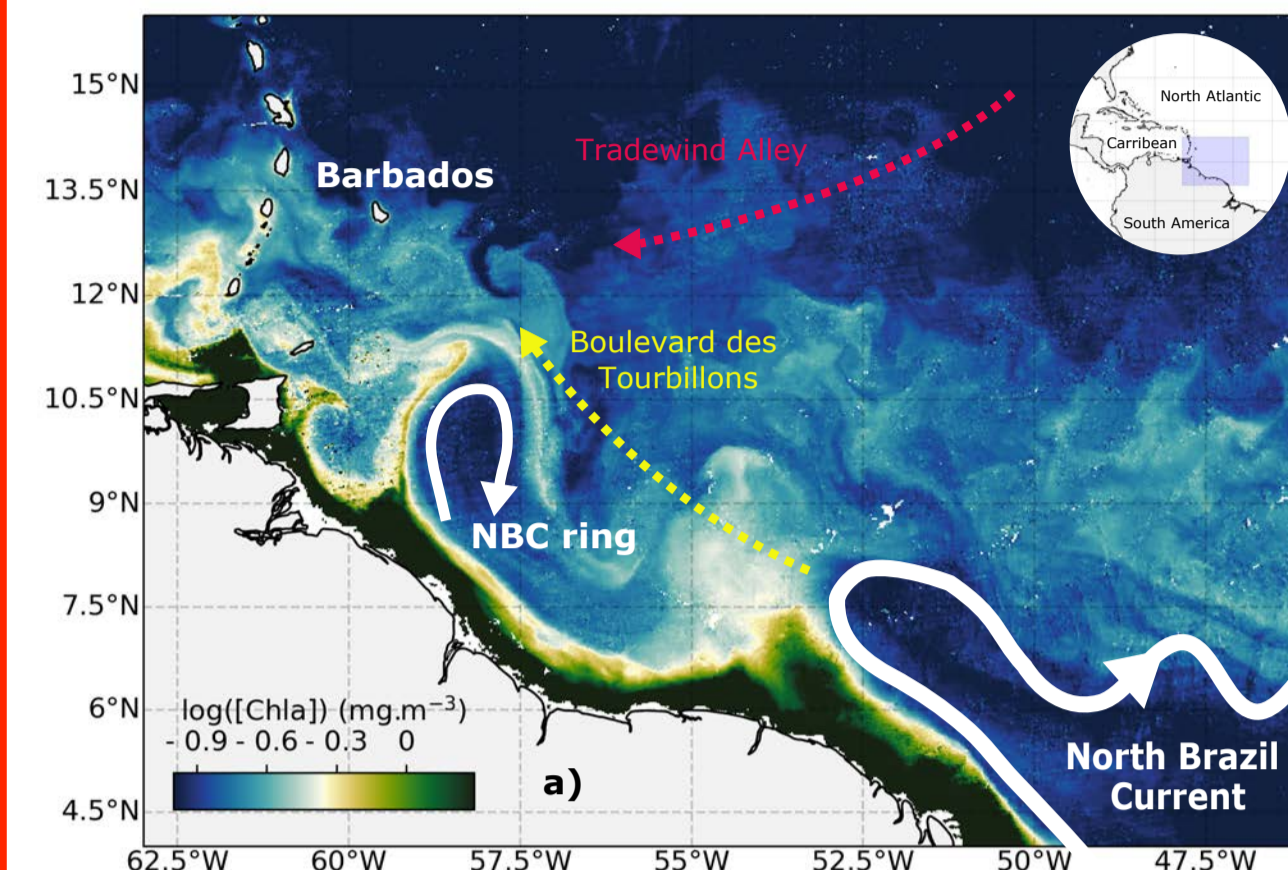 15°N
13.5°N
12°N
10.5°N
9°N
7.5°N
6°N
4.5°N
North Atlantic
Carribean
South America
Tradewind Alley
Barbados
Boulevard des
Tourbillons
NBC ring
log([Chla]) (mg.m⁻³)
- 0.9 - 0.6 - 0.3 0
a)
North Brazil
Current
62.5°W 60°W 57.5°W 55°W 52.5°W 50°W 47.5°W